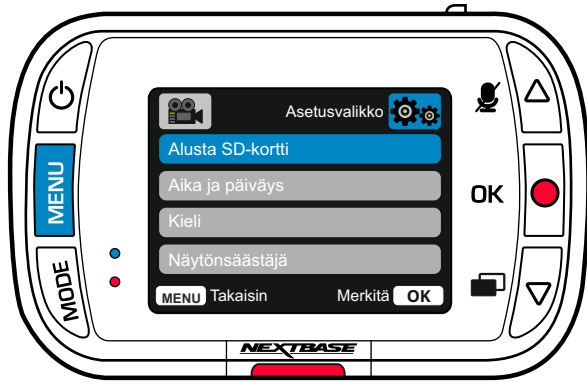 Asetusvalikko
Alusta SD-kortti
Aika ja päiväys
Kieli
Näytönsäästäjä
MENU Takaisin Merkitä OK
MENU
MODE
OK
NEXTBASE